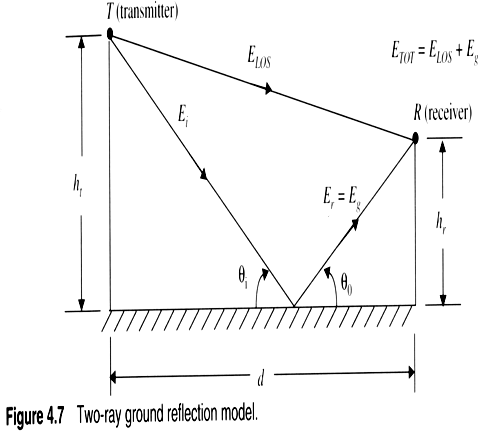 T (transmitter)
E_LOS
E_TOT = E_LOS + E_g
R (receiver)
E_i
h_t
E_r = E_g
h_r
θ_i
θ_0
d
Figure 4.7 Two-ray ground reflection model.